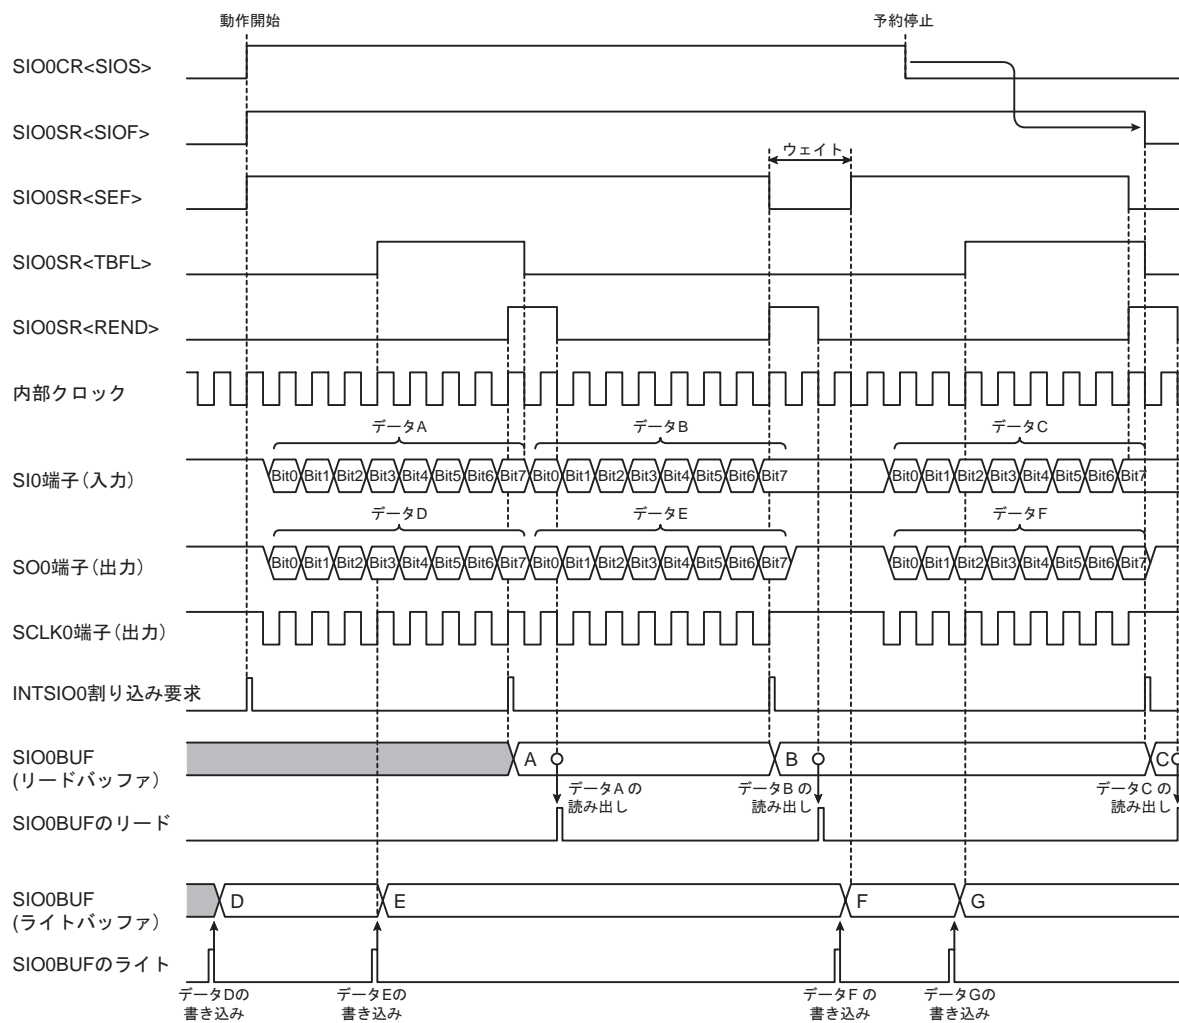 動作開始
予約停止
SIO0CR<SIOS>
SIO0SR<SIOF>
ウェイト
SIO0SR<SEF>
SIO0SR<TBFL>
SIO0SR<REND>
内部クロック
データA
データB
データC
SI0端子(入力)
Bit0 Bit1 Bit2 Bit3 Bit4 Bit5 Bit6 Bit7 Bit0 Bit1 Bit2 Bit3 Bit4 Bit5 Bit6 Bit7 Bit0 Bit1 Bit2 Bit3 Bit4 Bit5 Bit6 Bit7
データD
データE
データF
SO0端子(出力)
Bit0 Bit1 Bit2 Bit3 Bit4 Bit5 Bit6 Bit7 Bit0 Bit1 Bit2 Bit3 Bit4 Bit5 Bit6 Bit7 Bit0 Bit1 Bit2 Bit3 Bit4 Bit5 Bit6 Bit7
SCLK0端子(出力)
INTSIO0割り込み要求
SIO0BUF
(リードバッファ)
A
B
C
データA の
読み出し
データB の
読み出し
データC の
読み出し
SIO0BUFのリード
SIO0BUF
(ライトバッファ)
D
E
F
G
SIO0BUFのライト
データDの
書き込み
データEの
書き込み
データF の
書き込み
データGの
書き込み